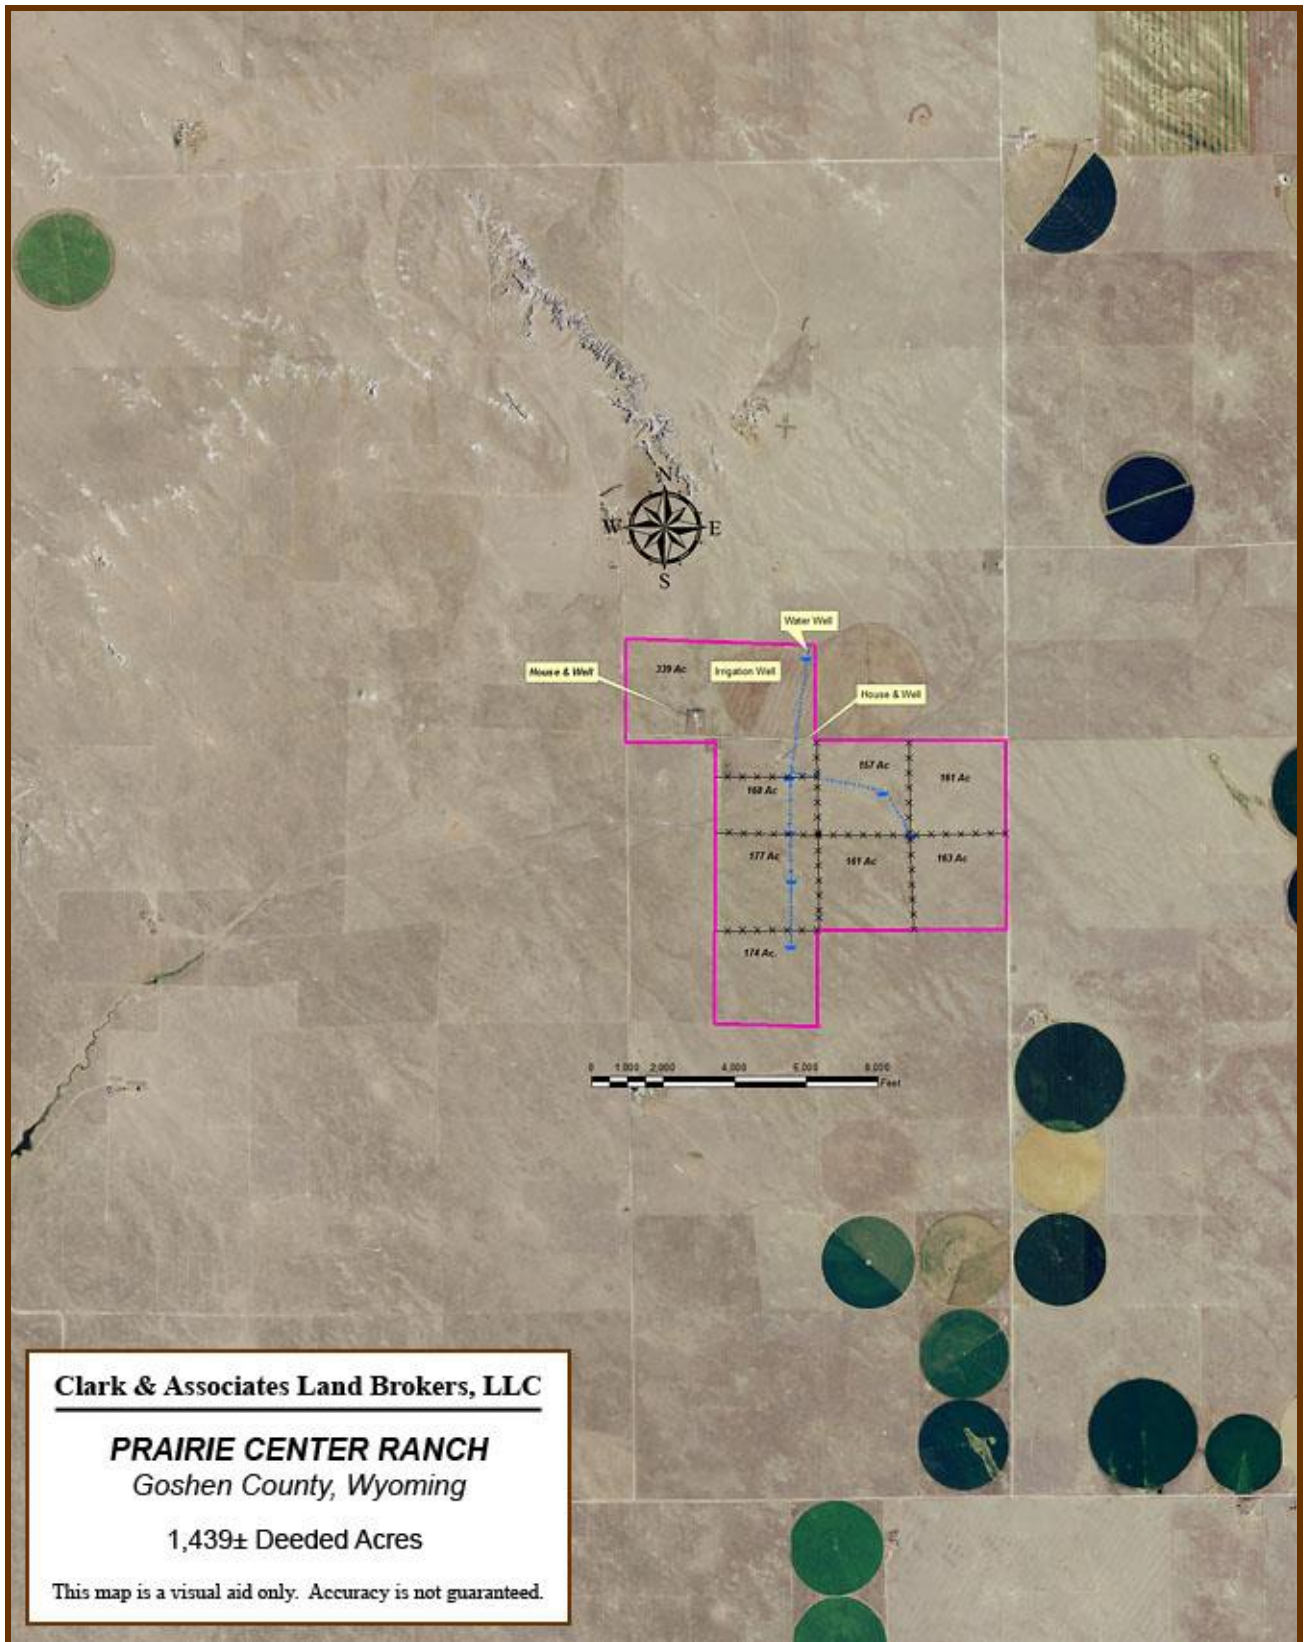 N
W
E
S
Water Well
House & Well
339 Ac
Irrigation Well
House & Well
157 Ac
161 Ac
168 Ac
177 Ac
161 Ac
163 Ac
174 Ac.
0 1,000 2,000 4,000 6,000 8,000
Feet
Clark & Associates Land Brokers, LLC
PRAIRIE CENTER RANCH
Goshen County, Wyoming
1,439± Deeded Acres
This map is a visual aid only. Accuracy is not guaranteed.